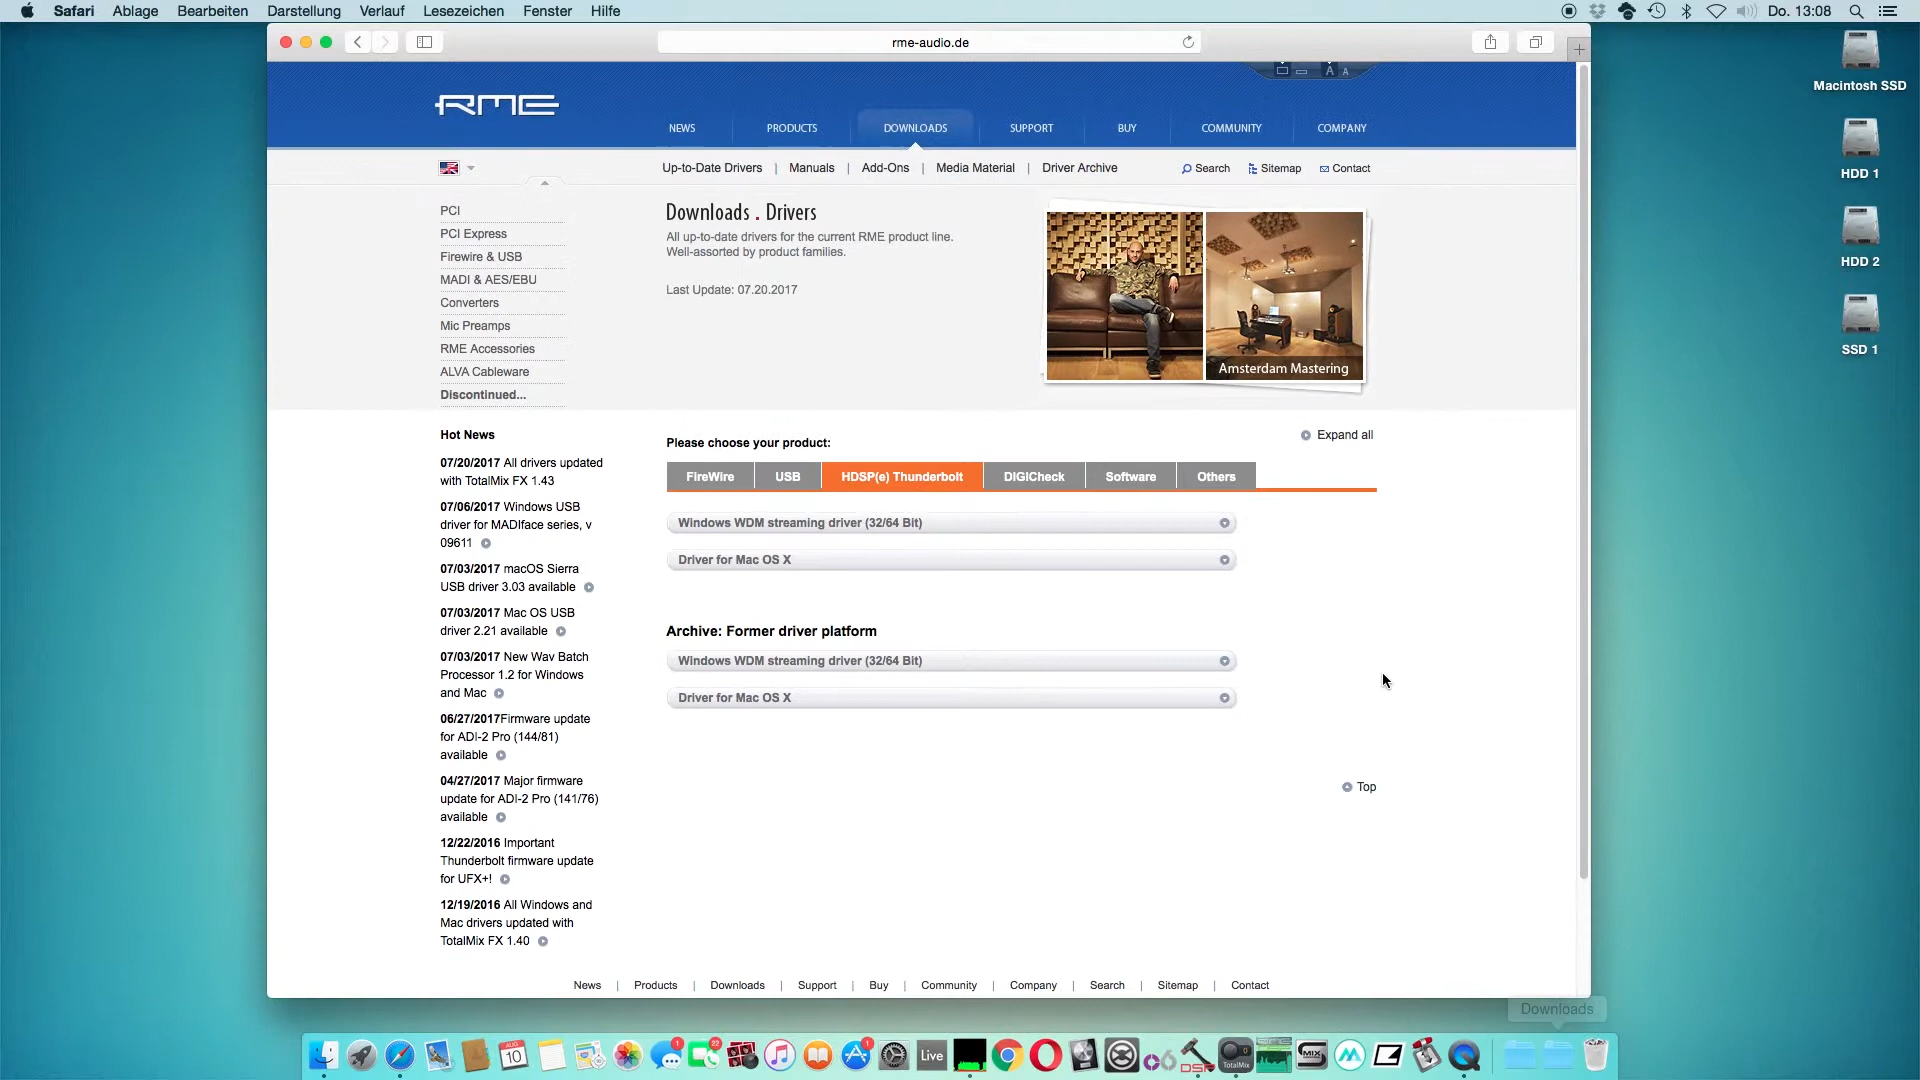 Safari Ablage Bearbeiten Darstellung Verlauf Lesezeichen Fenster Hilfe
Do. 13:08
rme-audio.de
Macintosh SSD
HDD 1
HDD 2
SSD 1
A A
RME
NEWS PRODUCTS DOWNLOADS SUPPORT BUY COMMUNITY COMPANY
Up-to-Date Drivers | Manuals | Add-Ons | Media Material | Driver Archive
Search Sitemap Contact
PCI
PCI Express
Firewire & USB
MADI & AES/EBU
Converters
Mic Preamps
RME Accessories
ALVA Cableware
Discontinued...
Downloads . Drivers
All up-to-date drivers for the current RME product line.
Well-assorted by product families.
Last Update: 07.20.2017
Amsterdam Mastering
Hot News
07/20/2017 All drivers updated
with TotalMix FX 1.43
07/06/2017 Windows USB
driver for MADIface series, v
09611
07/03/2017 macOS Sierra
USB driver 3.03 available
07/03/2017 Mac OS USB
driver 2.21 available
07/03/2017 New Wav Batch
Processor 1.2 for Windows
and Mac
06/27/2017Firmware update
for ADI-2 Pro (144/81)
available
04/27/2017 Major firmware
update for ADI-2 Pro (141/76)
available
12/22/2016 Important
Thunderbolt firmware update
for UFX+!
12/19/2016 All Windows and
Mac drivers updated with
TotalMix FX 1.40
Please choose your product:
Expand all
FireWire USB HDSP(e) Thunderbolt DIGICheck Software Others
Windows WDM streaming driver (32/64 Bit)
Driver for Mac OS X
Archive: Former driver platform
Windows WDM streaming driver (32/64 Bit)
Driver for Mac OS X
Top
News | Products | Downloads | Support | Buy | Community | Company | Search | Sitemap | Contact
Downloads
AUG
10
1
22
1
Live
DSP
TotalMix
MIX